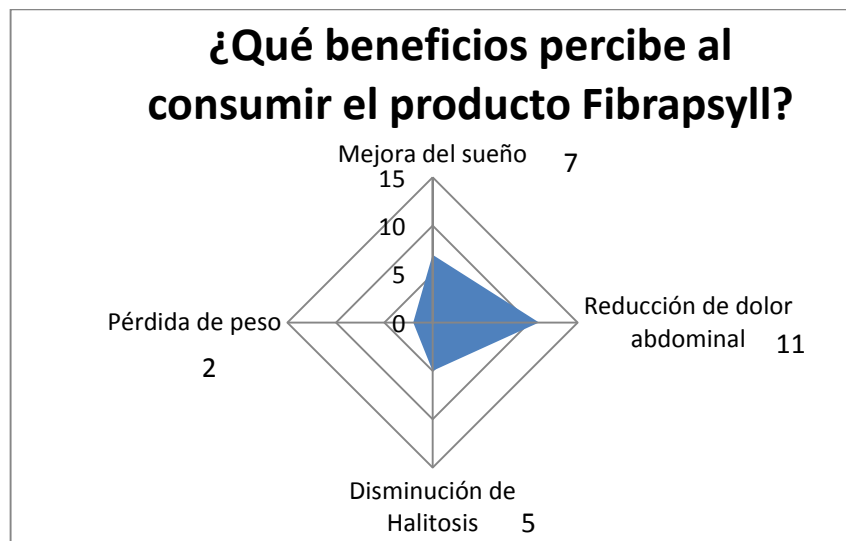 ¿Qué beneficios percibe al
consumir el producto Fibrapsyll?
Mejora del sueño 7
15
10
5
0
Reducción de dolor
abdominal 11
Pérdida de peso
2
Disminución de
Halitosis 5